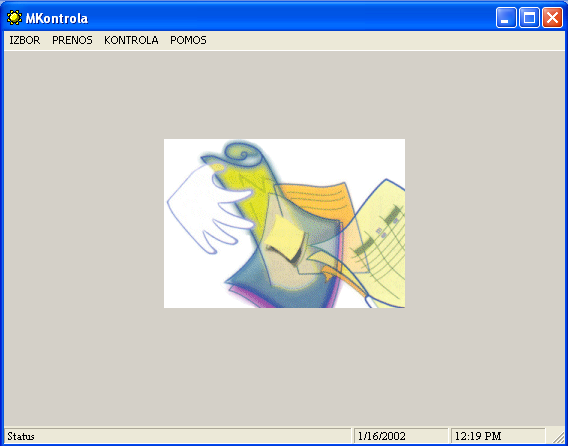 MKontrola
IZBOR PRENOS KONTROLA POMOS
Status 1/16/2002 12:19 PM